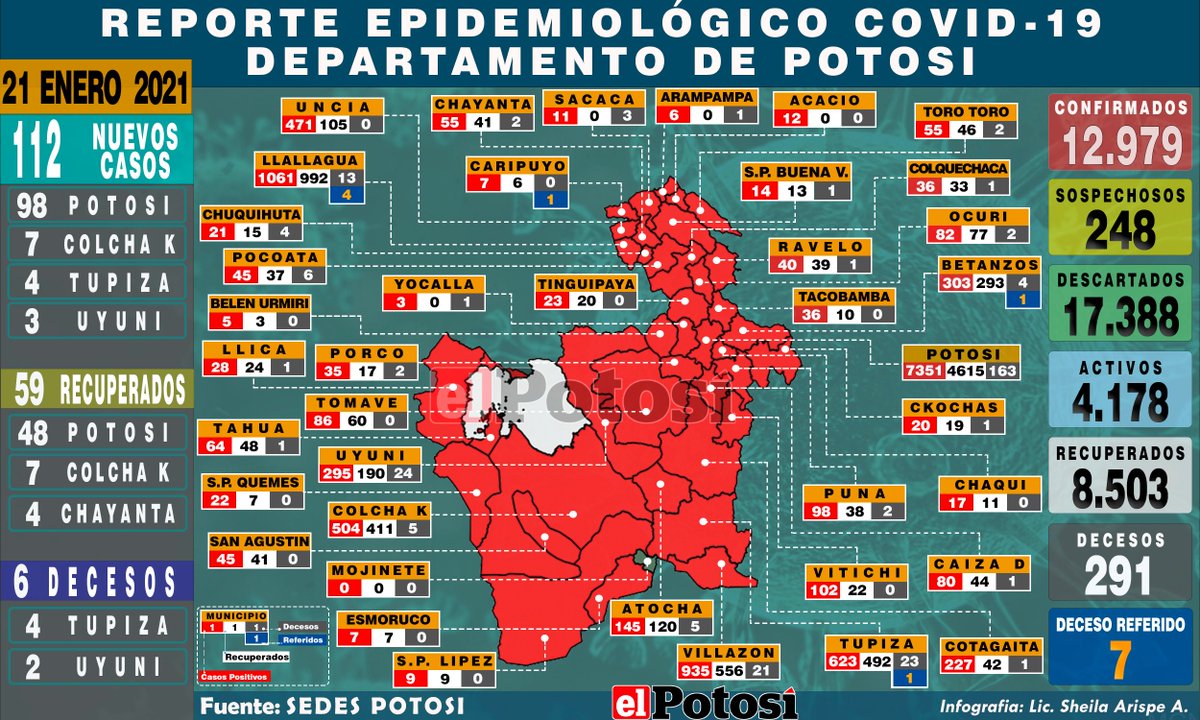 REPORTE EPIDEMIOLÓGICO COVID-19
DEPARTAMENTO DE POTOSI
21 ENERO 2021
112 NUEVOS CASOS
98 POTOSI
7 COLCHA K
4 TUPIZA
3 UYUNI
59 RECUPERADOS
48 POTOSI
7 COLCHA K
4 CHAYANTA
6 DECESOS
4 TUPIZA
2 UYUNI
UNCIA
471 105 0
CHAYANTA
55 41 2
SACACA
11 0 3
ARAMPAMPA
6 0 1
ACACIO
12 0 0
TORO TORO
55 46 2
LLALLAGUA
1061 992 13
4
CARIPUYO
7 6 0
1
S.P. BUENA V.
14 13 1
COLQUECHACA
36 33 1
CHUQUIHUTA
21 15 4
OCURI
82 77 2
POCOATA
45 37 6
RAVELO
40 39 1
YOCALLA
3 0 1
TINGUIPAYA
23 20 0
TACOBAMBA
36 10 0
BETANZOS
303 293 4
1
BELEN URMIRI
5 3 0
LLICA
28 24 1
PORCO
35 17 2
POTOSI
7351 4615 163
TOMAVE
86 60 0
CKOCHAS
20 19 1
TAHUA
64 48 1
UYUNI
295 190 24
S.P. QUEMES
22 7 0
COLCHA K
504 411 5
PUNA
98 38 2
CHAQUI
17 11 0
SAN AGUSTIN
45 41 0
MOJINETE
0 0 0
VITICHI
102 22 0
CAIZA D
80 44 1
ESMORUCO
7 7 0
ATOCHA
145 120 5
S.P. LIPEZ
9 9 0
VILLAZON
935 556 21
TUPIZA
623 492 23
1
COTAGAITA
227 42 1
el Potosí
MUNICIPIO
1 1 1 Decesos
1 Referidos
Recuperados
Casos Positivos
CONFIRMADOS
12.979
SOSPECHOSOS
248
DESCARTADOS
17.388
ACTIVOS
4.178
RECUPERADOS
8.503
DECESOS
291
DECESO REFERIDO
7
Fuente: SEDES POTOSI
el Potosí
Infografia: Lic. Sheila Arispe A.